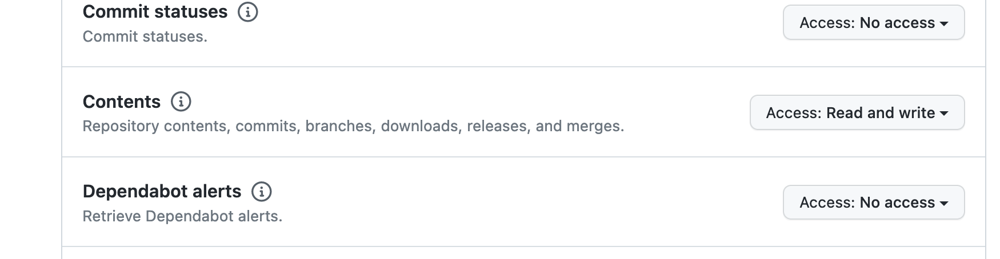 Commit statuses
Access: No access
Commit statuses.
Contents
Access: Read and write
Repository contents, commits, branches, downloads, releases, and merges.
Dependabot alerts
Access: No access
Retrieve Dependabot alerts.